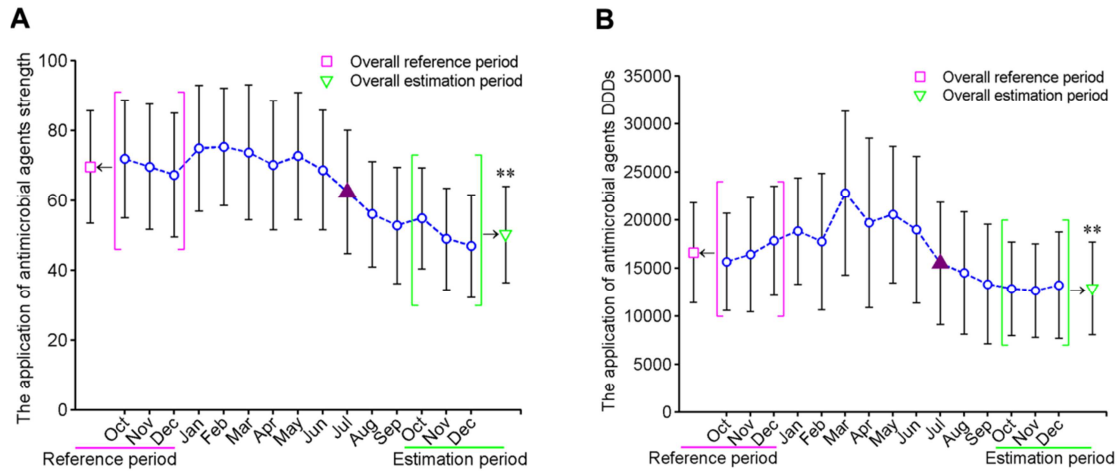 A
The application of antimicrobial agents strength
100
80
60
40
20
0
Overall reference period
Overall estimation period
**
Oct
Nov
Dec
Jan
Feb
Mar
Apr
May
Jun
Jul
Aug
Sep
Oct
Nov
Dec
Reference period
Estimation period
B
The application of antimicrobial agents DDDs
35000
30000
25000
20000
15000
10000
5000
0
Overall reference period
Overall estimation period
**
Oct
Nov
Dec
Jan
Feb
Mar
Apr
May
Jun
Jul
Aug
Sep
Oct
Nov
Dec
Reference period
Estimation period